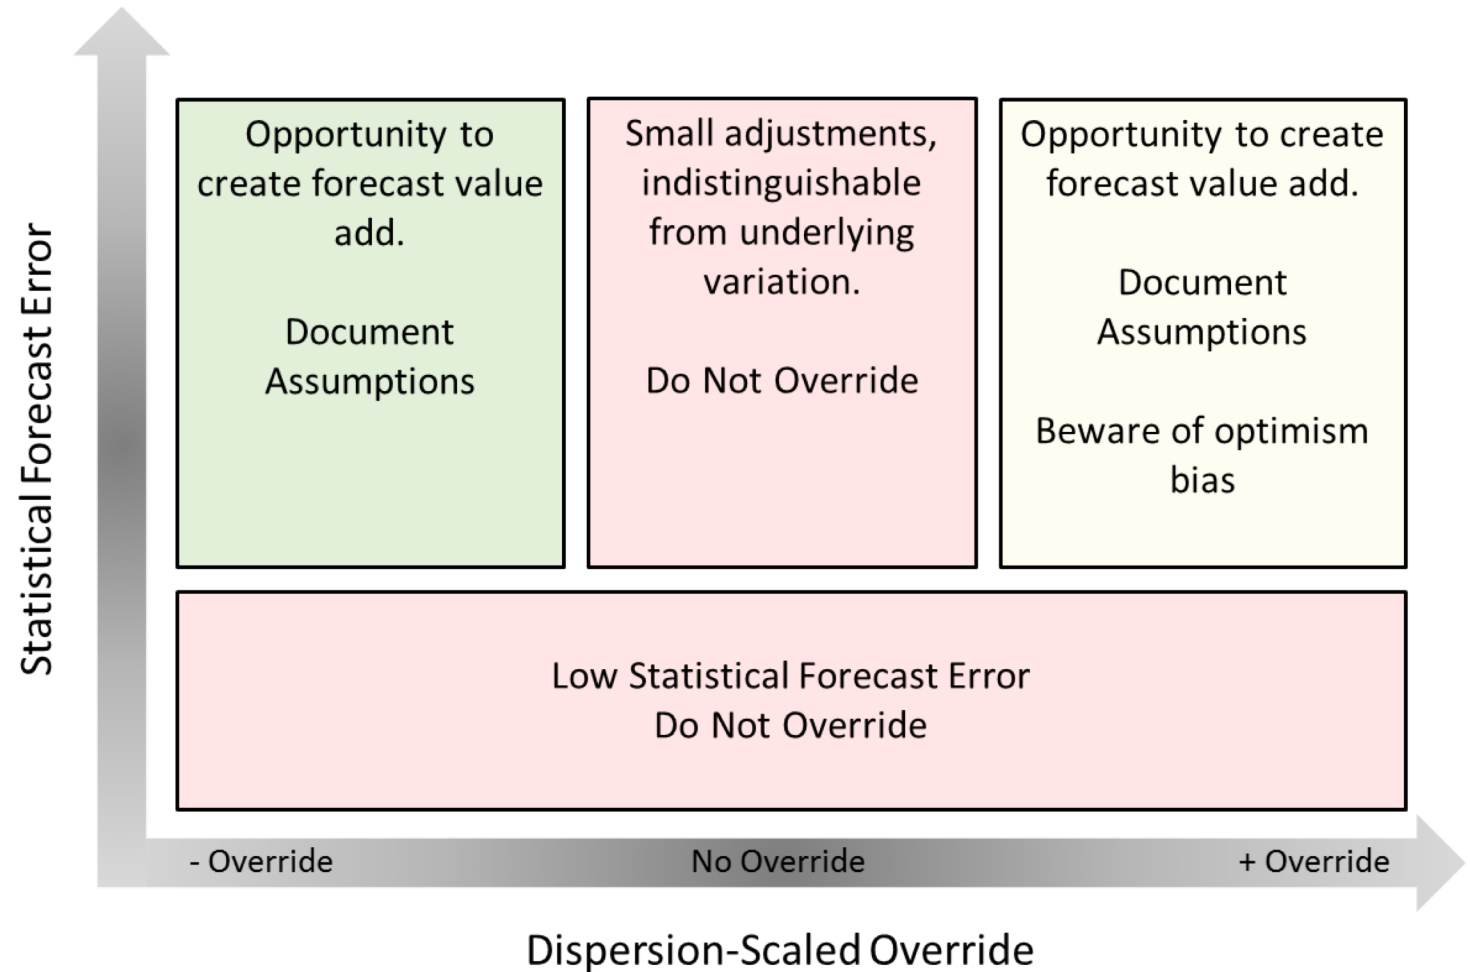 Statistical Forecast Error
Opportunity to
create forecast value
add.
Document
Assumptions
Small adjustments,
indistinguishable
from underlying
variation.
Do Not Override
Opportunity to create
forecast value add.
Document
Assumptions
Beware of optimism
bias
Low Statistical Forecast Error
Do Not Override
- Override
No Override
+ Override
Dispersion-Scaled Override